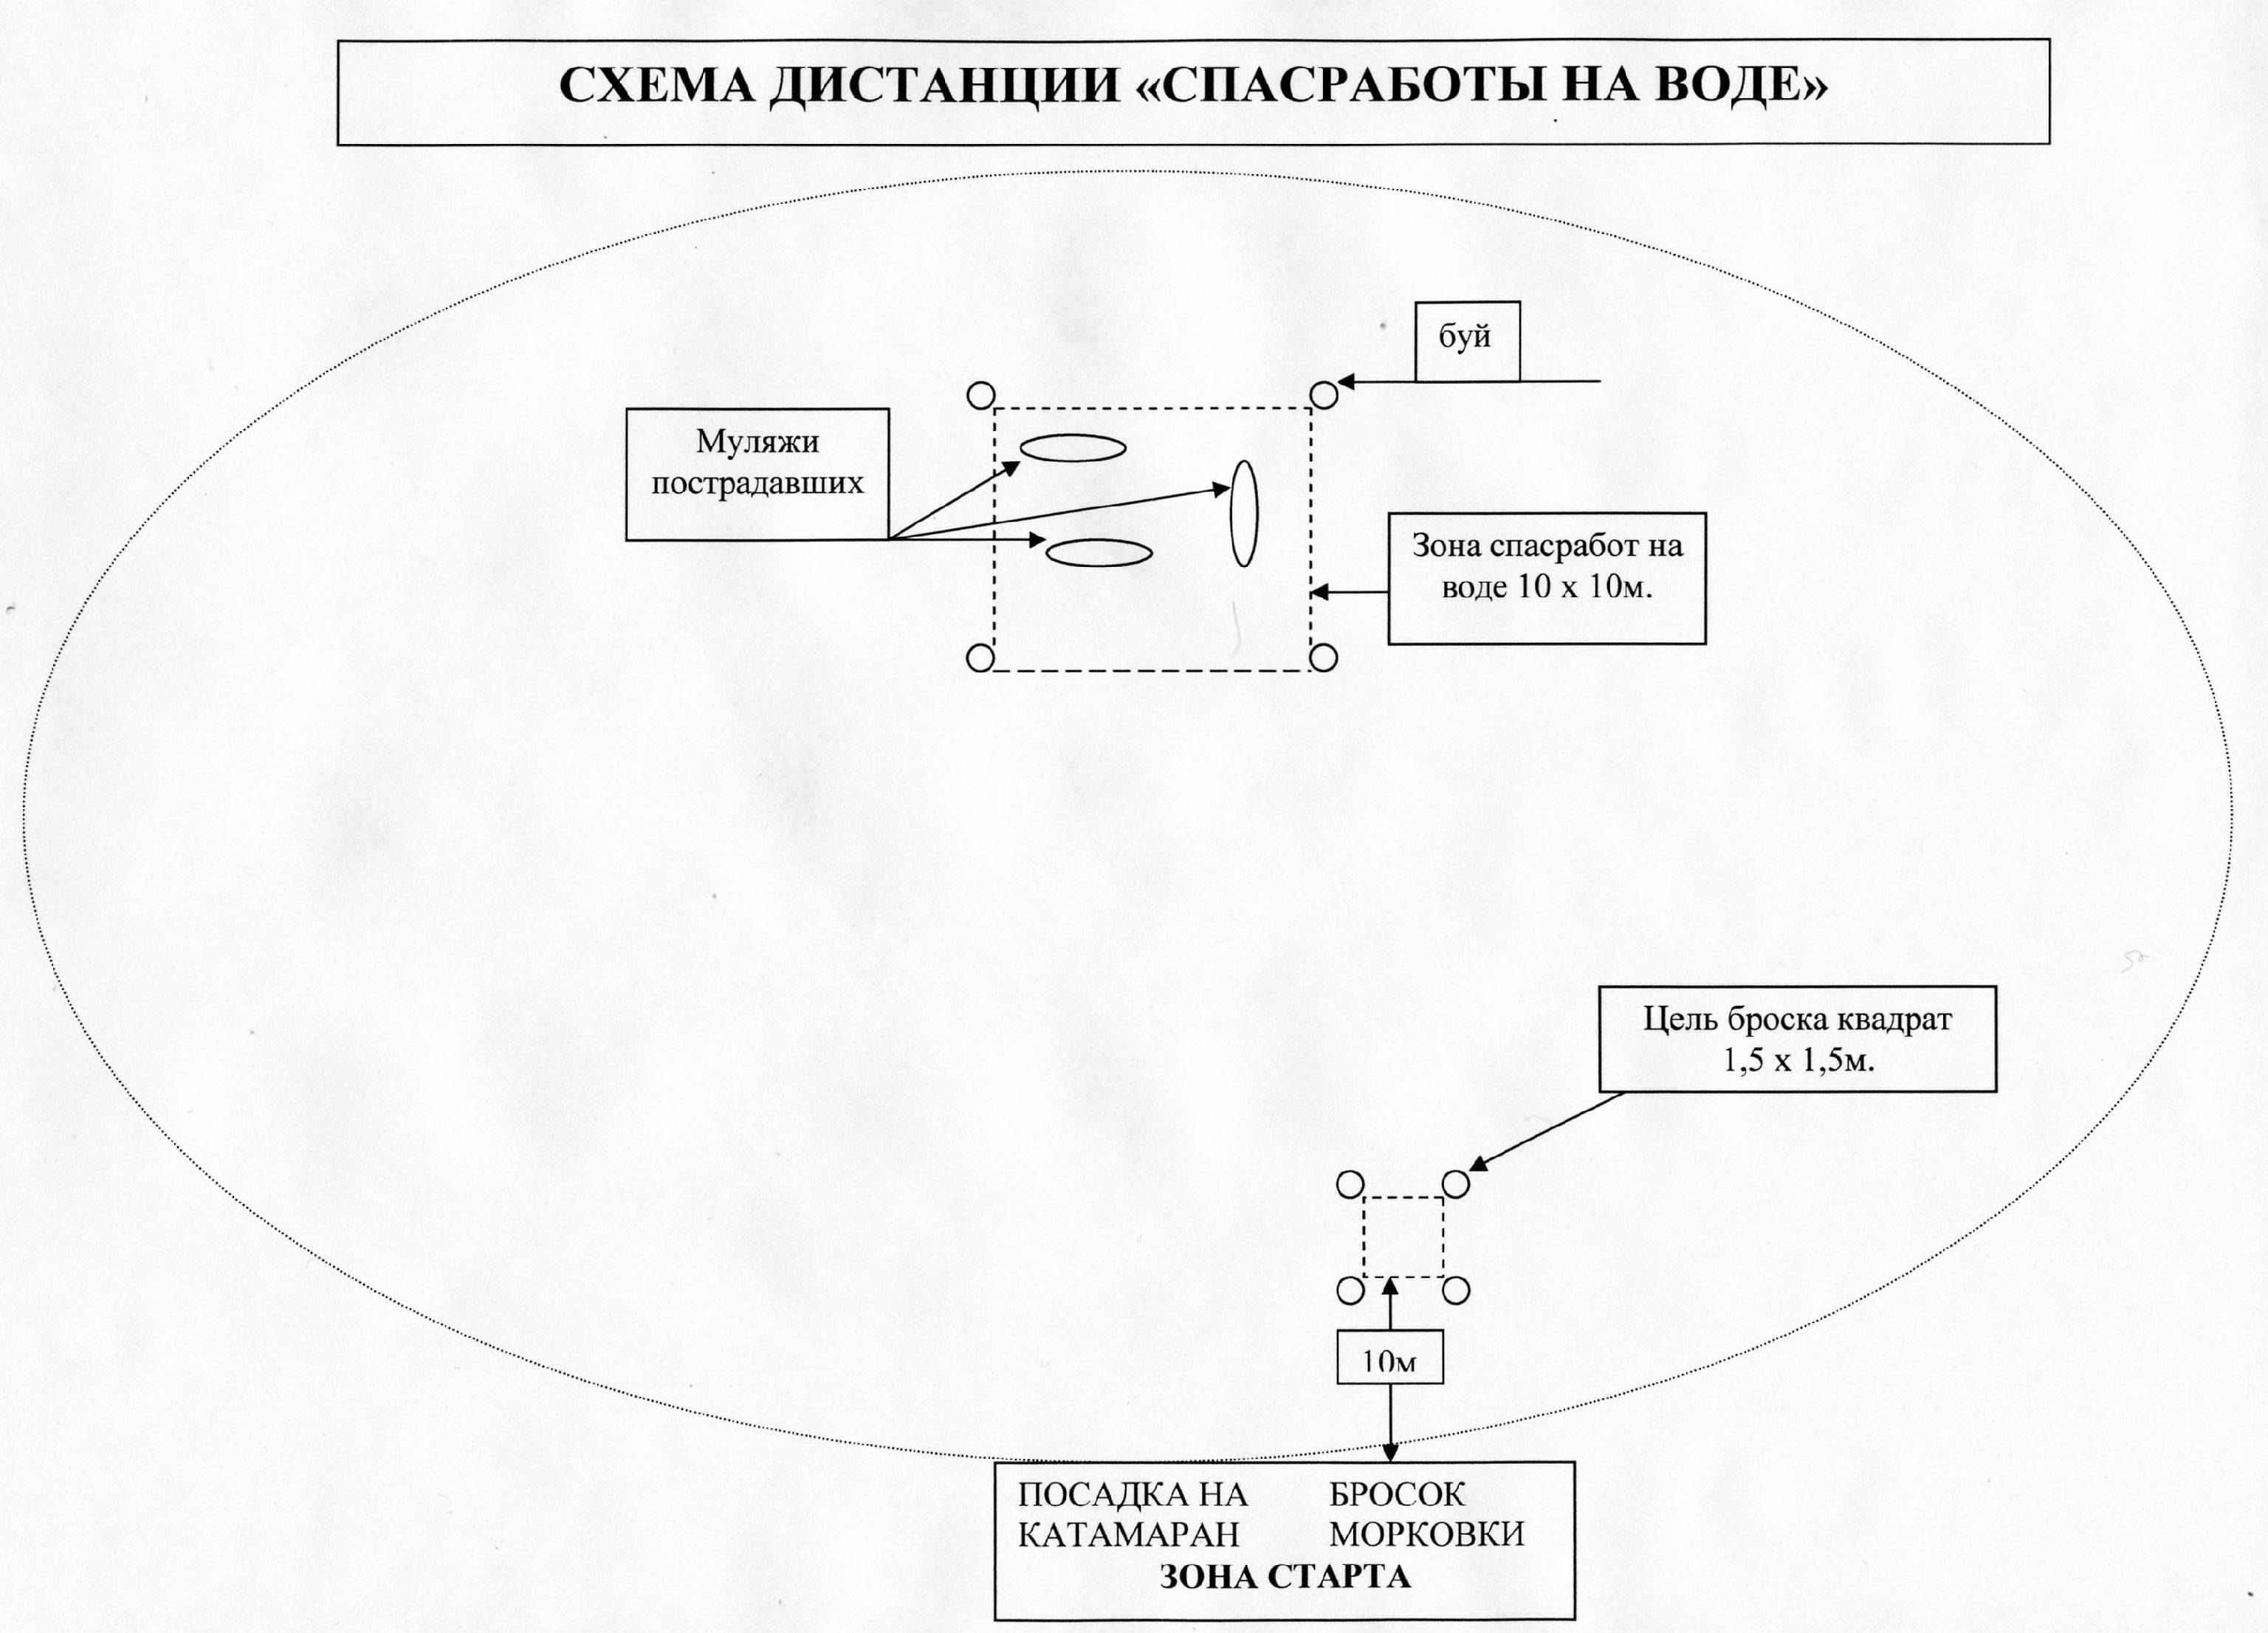 СХЕМА ДИСТАНЦИИ «СПАСРАБОТЫ НА ВОДЕ»
буй
Муляжи
пострадавших
Зона спасработ на
воде 10 х 10м.
Цель броска квадрат
1,5 х 1,5м.
10м
ПОСАДКА НА БРОСОК
КАТАМАРАН МОРКОВКИ
ЗОНА СТАРТА